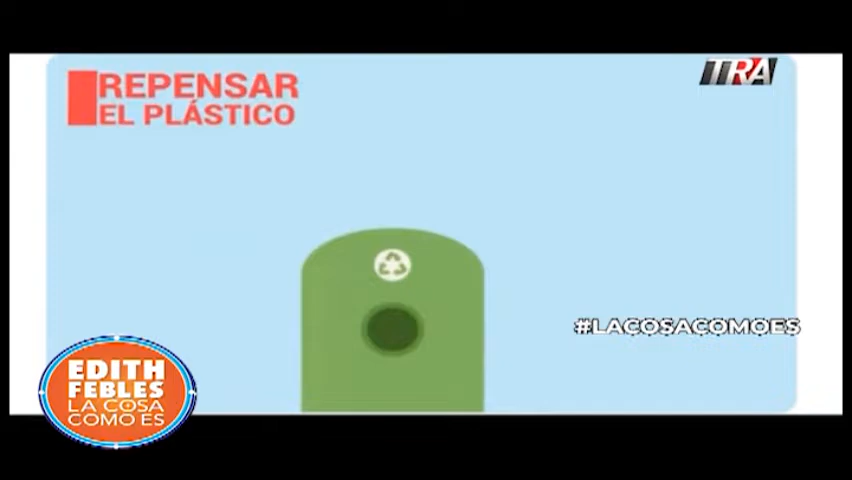 REPENSAR
EL PLÁSTICO
TRA
#LACOSACOMOES
EDITH
FEBLES
LA COSA
COMO ES